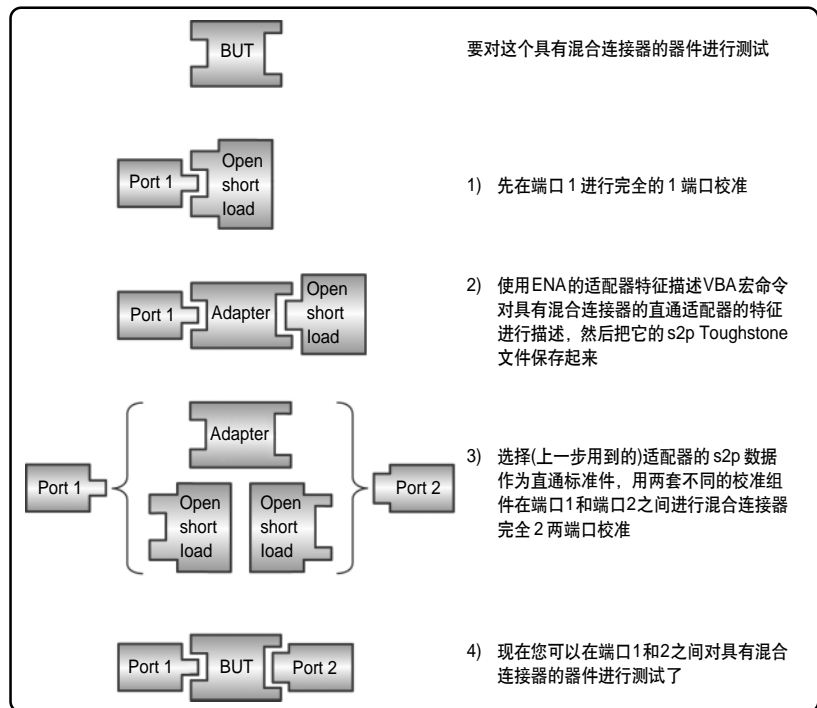 BUT
要对这个具有混合连接器的器件进行测试
Port 1
Open
short
load
1) 先在端口1进行完全的1端口校准
Port 1
Adapter
Open
short
load
2) 使用ENA的适配器特征描述VBA宏命令
对具有混合连接器的直通适配器的特征
进行描述，然后把它的s2p Toughstone
文件保存起来
Port 1
Adapter
Open
short
load
Open
short
load
Port 2
3) 选择(上一步用到的)适配器的s2p数据
作为直通标准件，用两套不同的校准组
件在端口1和端口2之间进行混合连接器
完全2两端口校准
Port 1
BUT
Port 2
4) 现在您可以在端口1和2之间对具有混合
连接器的器件进行测试了